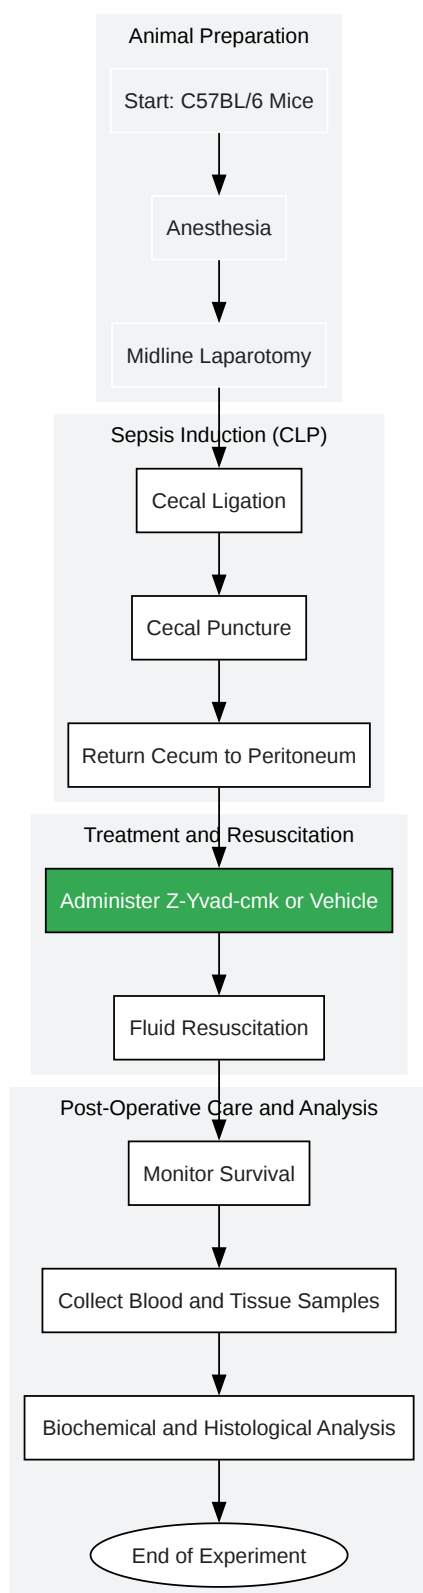 Animal Preparation
Start: C57BL/6 Mice
Anesthesia
Midline Laparotomy
Sepsis Induction (CLP)
Cecal Ligation
Cecal Puncture
Return Cecum to Peritoneum
Treatment and Resuscitation
Administer Z-Yvad-cmk or Vehicle
Fluid Resuscitation
Post-Operative Care and Analysis
Monitor Survival
Collect Blood and Tissue Samples
Biochemical and Histological Analysis
End of Experiment